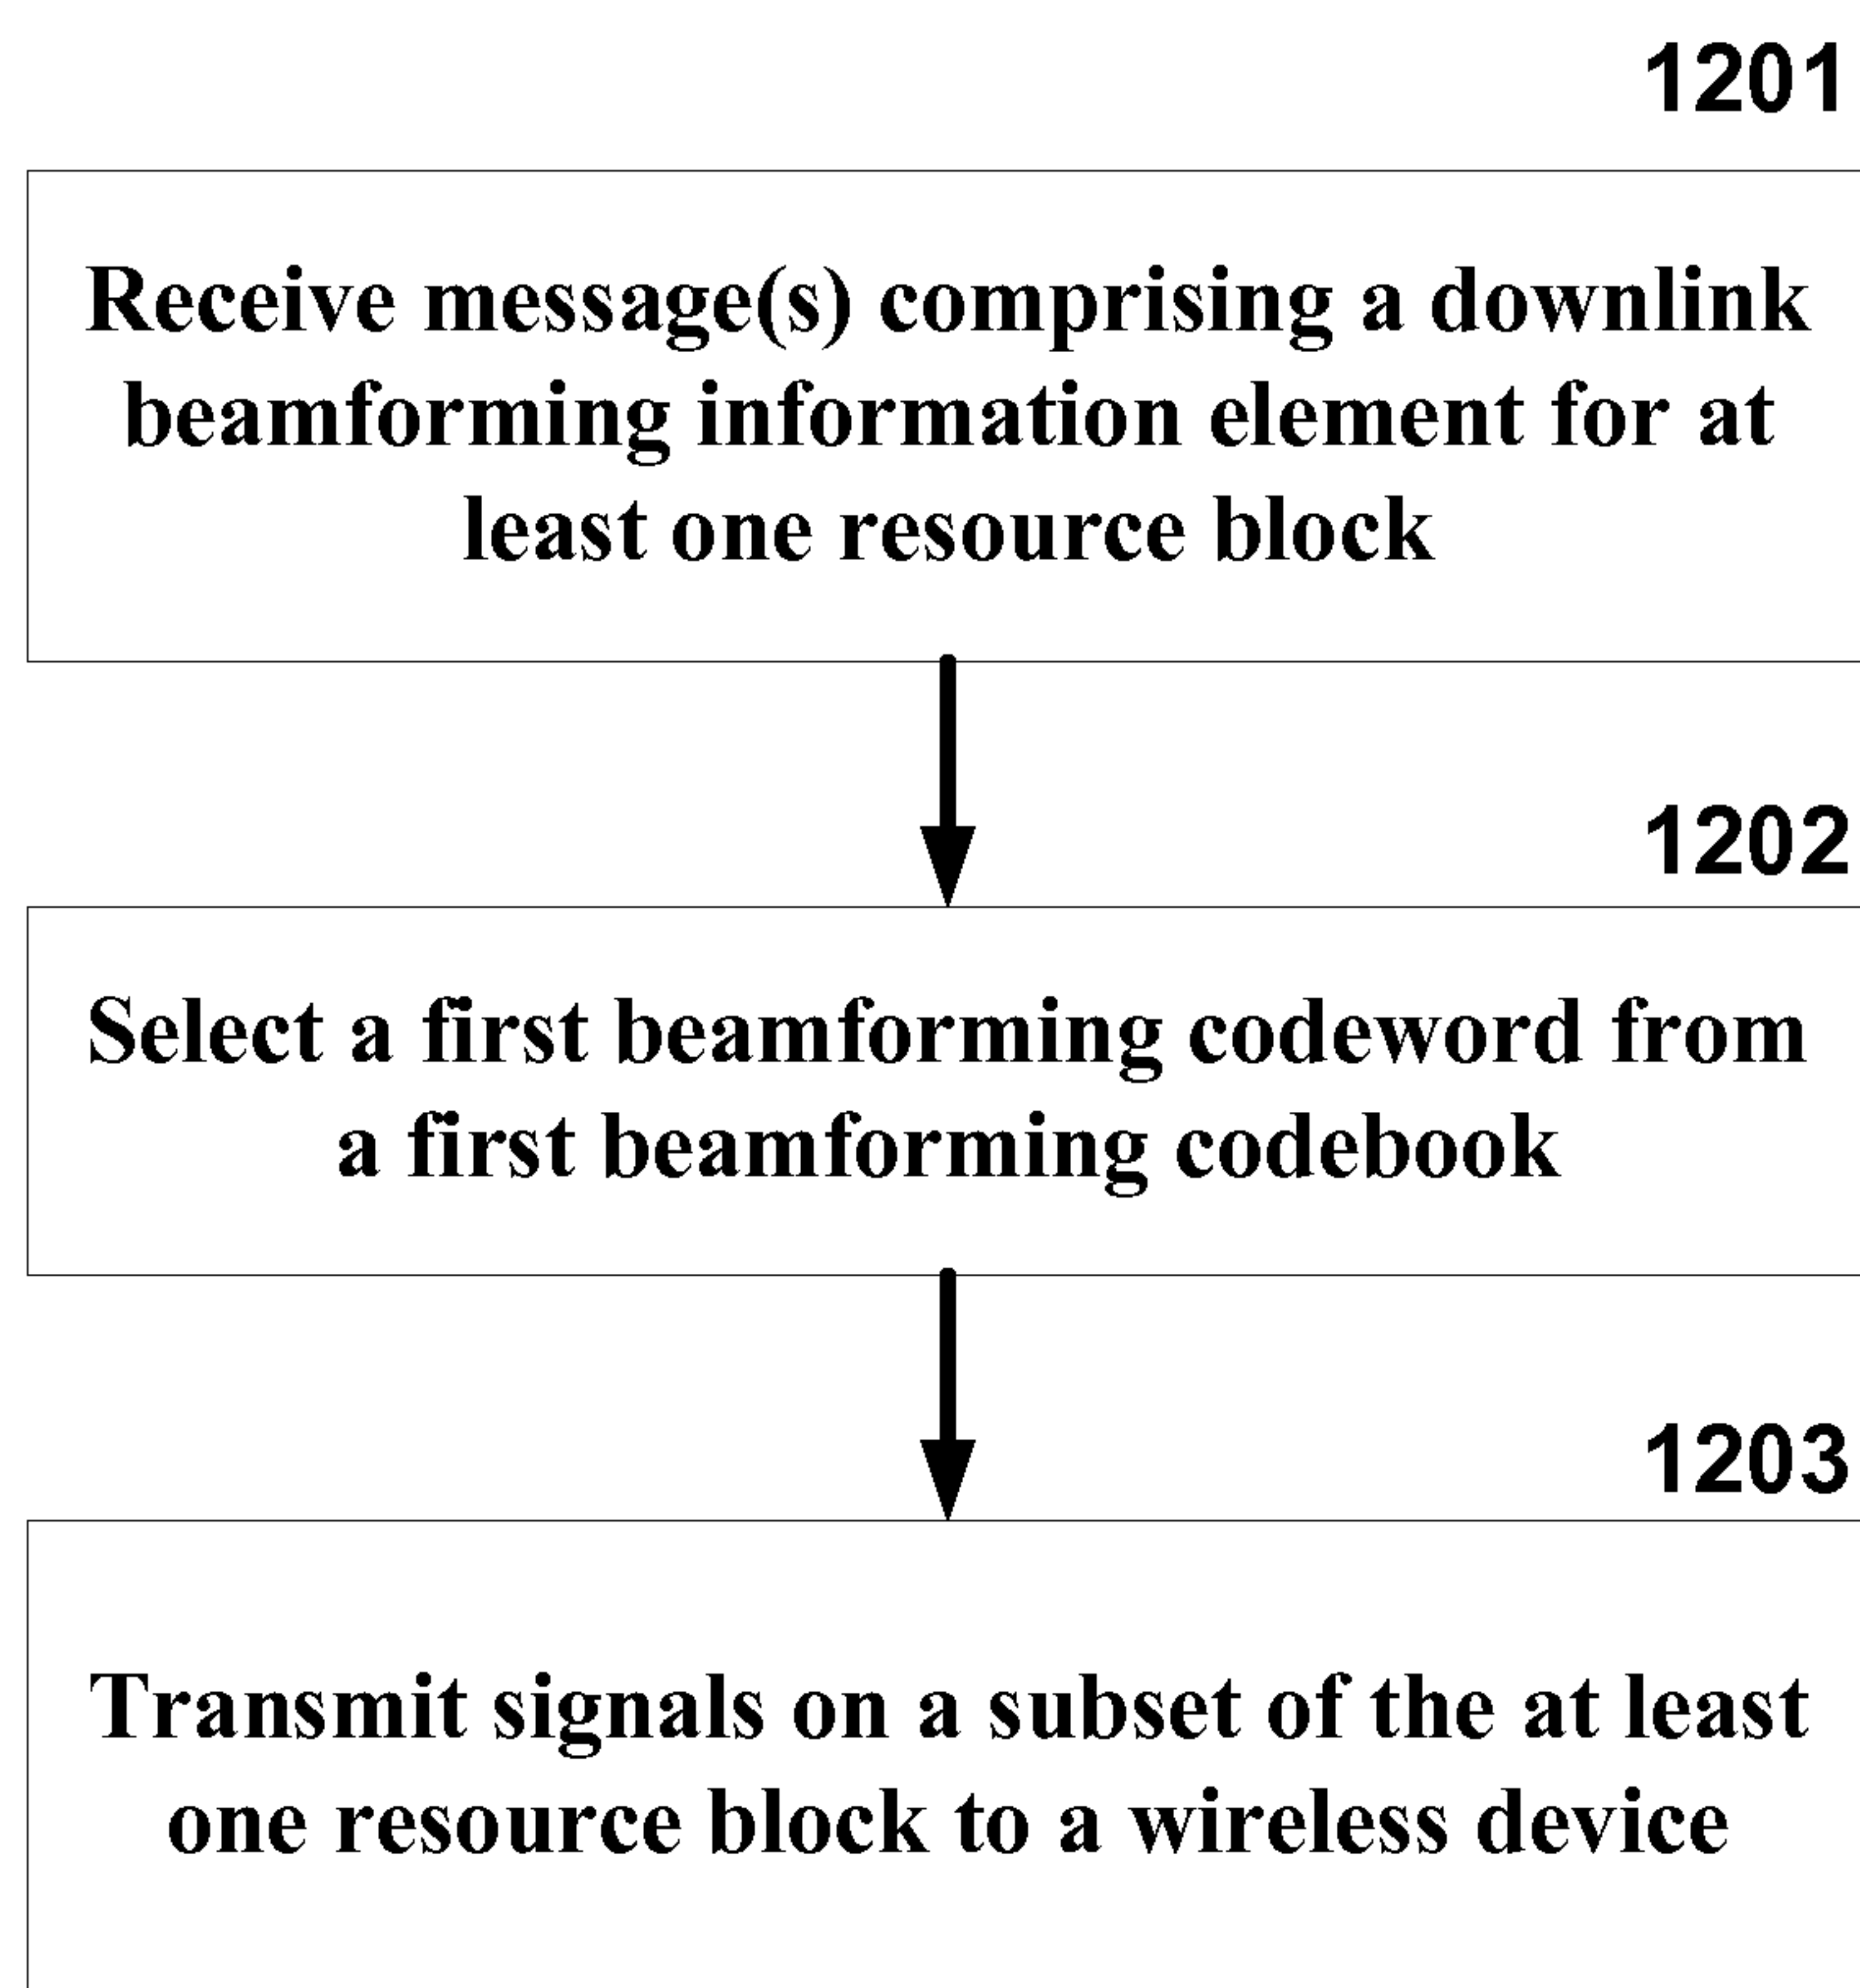 1201
Receive message(s) comprising a downlink
beamforming information element for at
least one resource block
1202
Select a first beamforming codeword from
a first beamforming codebook
1203
Transmit signals on a subset of the at least
one resource block to a wireless device